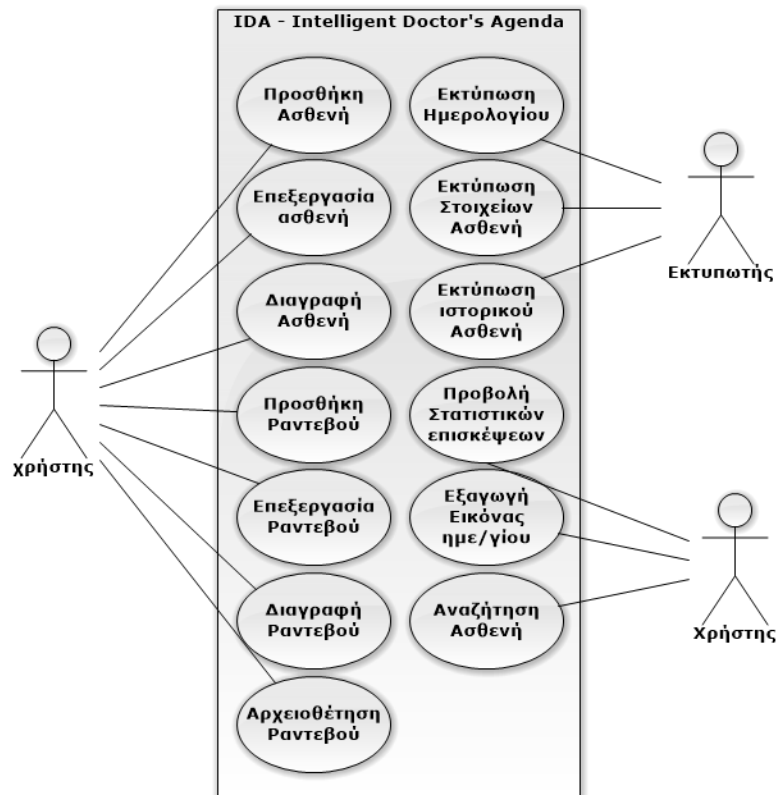 IDA - Intelligent Doctor's Agenda
Προσθήκη
Ασθενή
Επεξεργασία
ασθενή
Διαγραφή
Ασθενή
Προσθήκη
Ραντεβού
Επεξεργασία
Ραντεβού
Διαγραφή
Ραντεβού
Αρχειοθέτηση
Ραντεβού
Εκτύπωση
Ημερολογίου
Εκτύπωση
Στοιχείων
Ασθενή
Εκτύπωση
ιστορικού
Ασθενή
Προβολή
Στατιστικών
επισκέψεων
Εξαγωγή
Εικόνας
ημε/γίου
Αναζήτηση
Ασθενή
χρήστης
Εκτυπωτής
Χρήστης